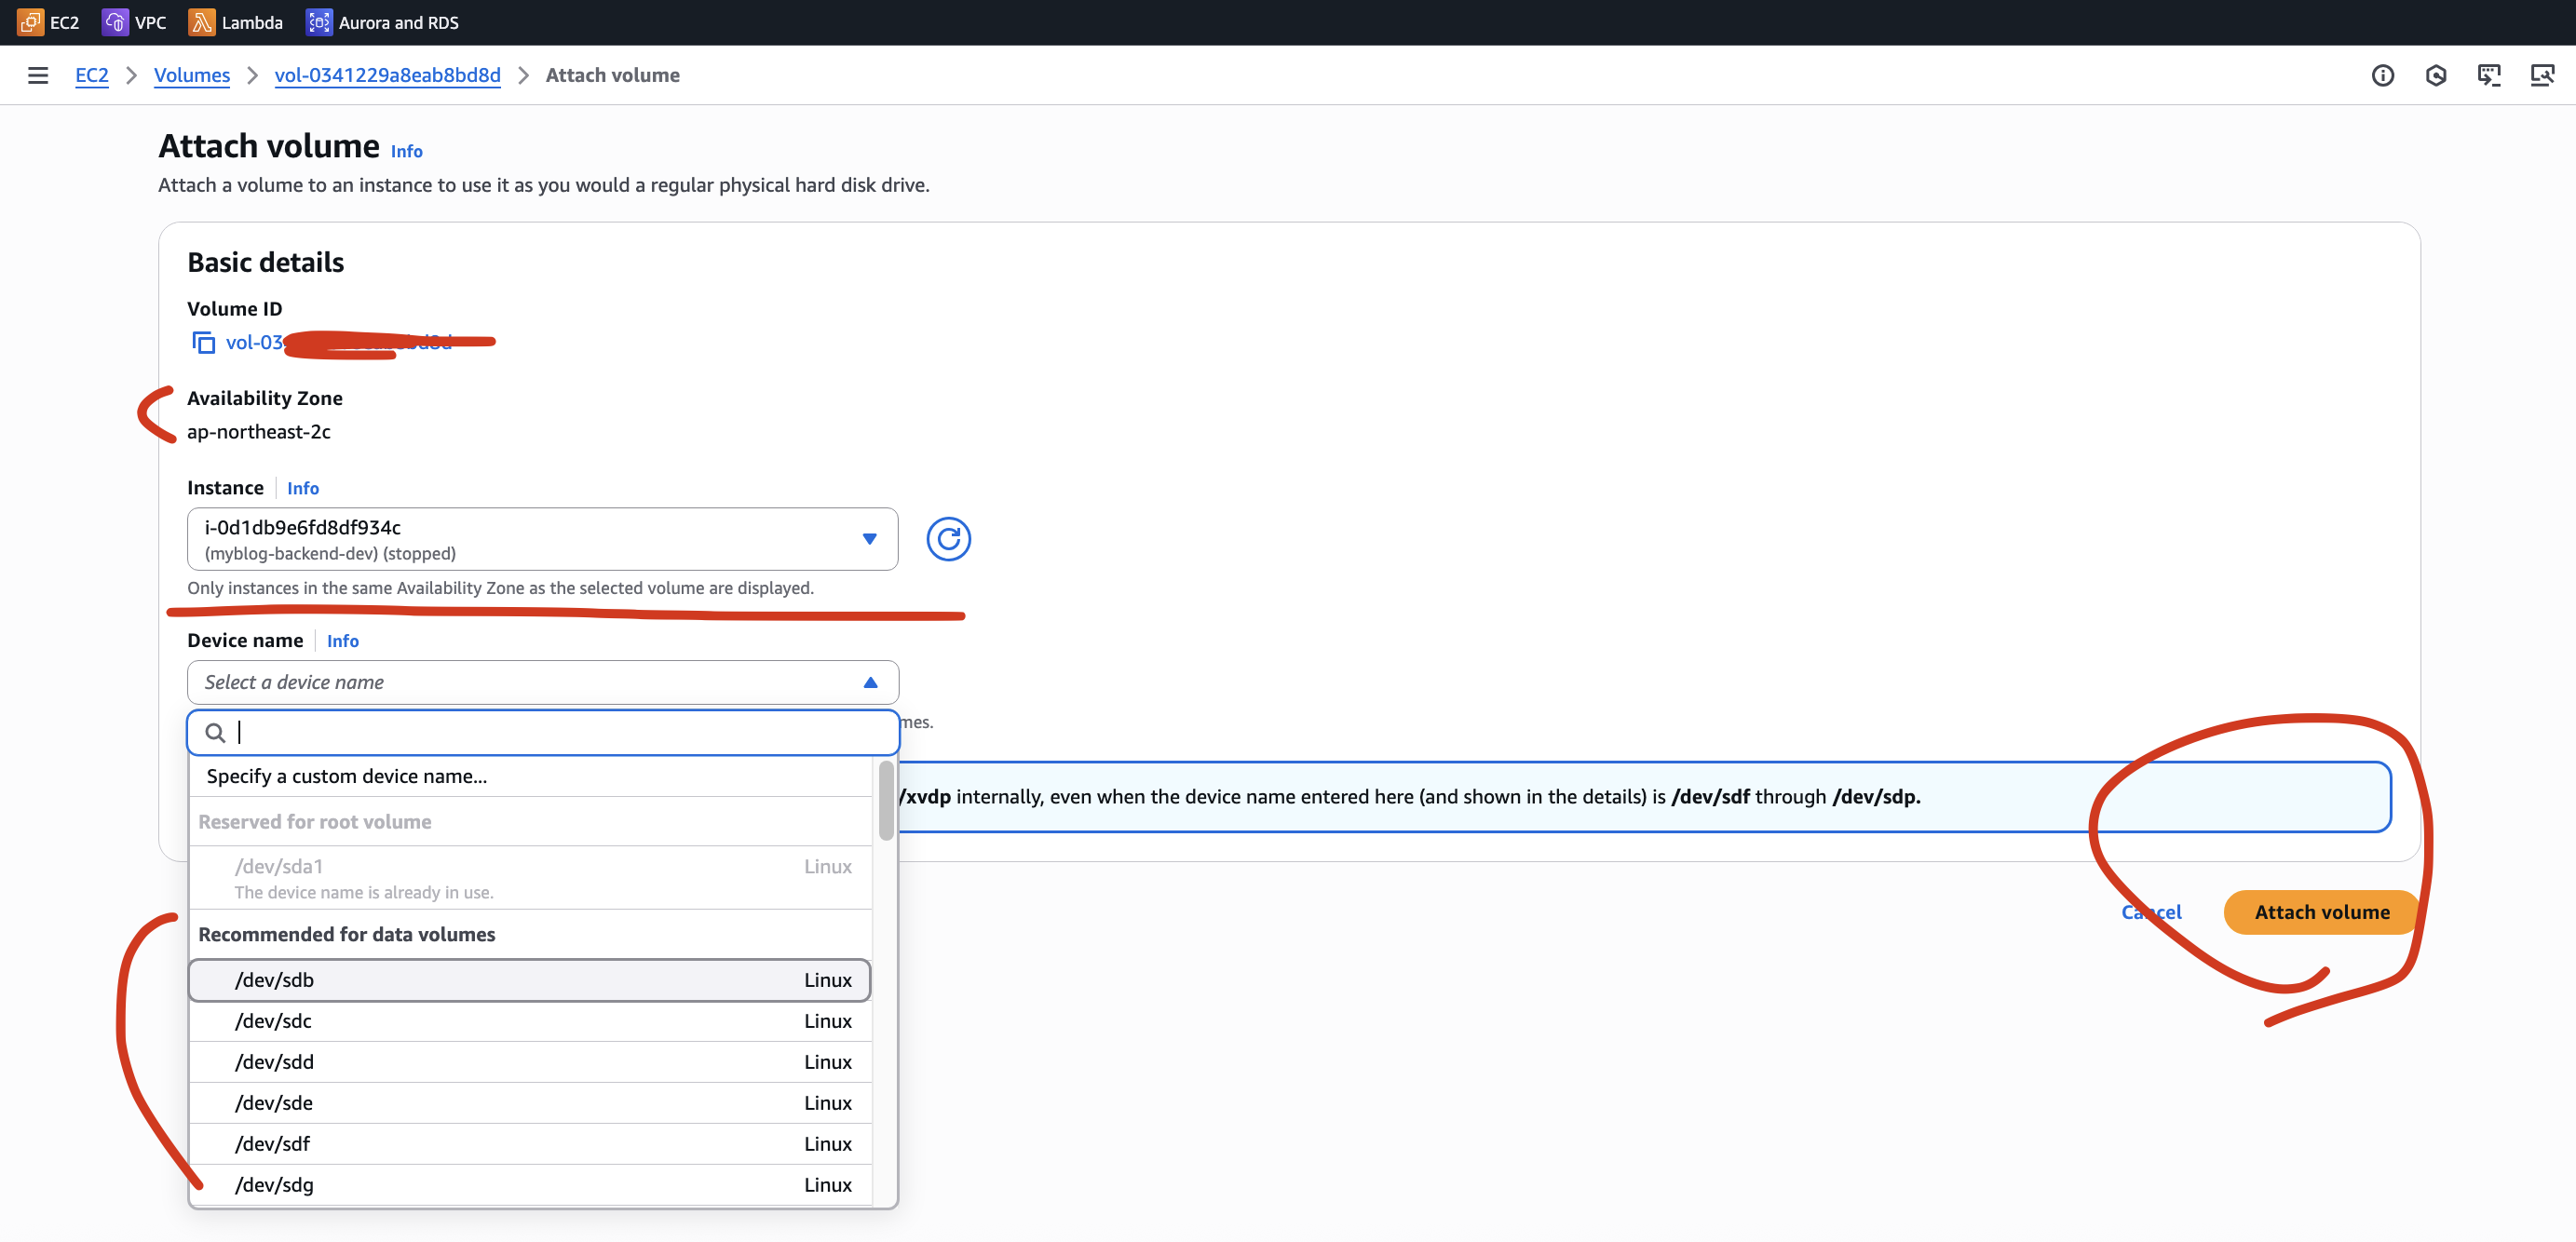 EC2 VPC Lambda Aurora and RDS
EC2 > Volumes > vol-0341229a8eab8bd8d > Attach volume
Attach volume Info
Attach a volume to an instance to use it as you would a regular physical hard disk drive.
Basic details
Volume ID
vol-03
Availability Zone
ap-northeast-2c
Instance Info
i-0d1db9e6fd8df934c
(myblog-backend-dev) (stopped)
Only instances in the same Availability Zone as the selected volume are displayed.
Device name Info
Select a device name
mes.
Specify a custom device name...
/xvdp internally, even when the device name entered here (and shown in the details) is /dev/sdf through /dev/sdp.
Reserved for root volume
/dev/sda1 Linux
The device name is already in use.
Cancel Attach volume
Recommended for data volumes
/dev/sdb Linux
/dev/sdc Linux
/dev/sdd Linux
/dev/sde Linux
/dev/sdf Linux
/dev/sdg Linux